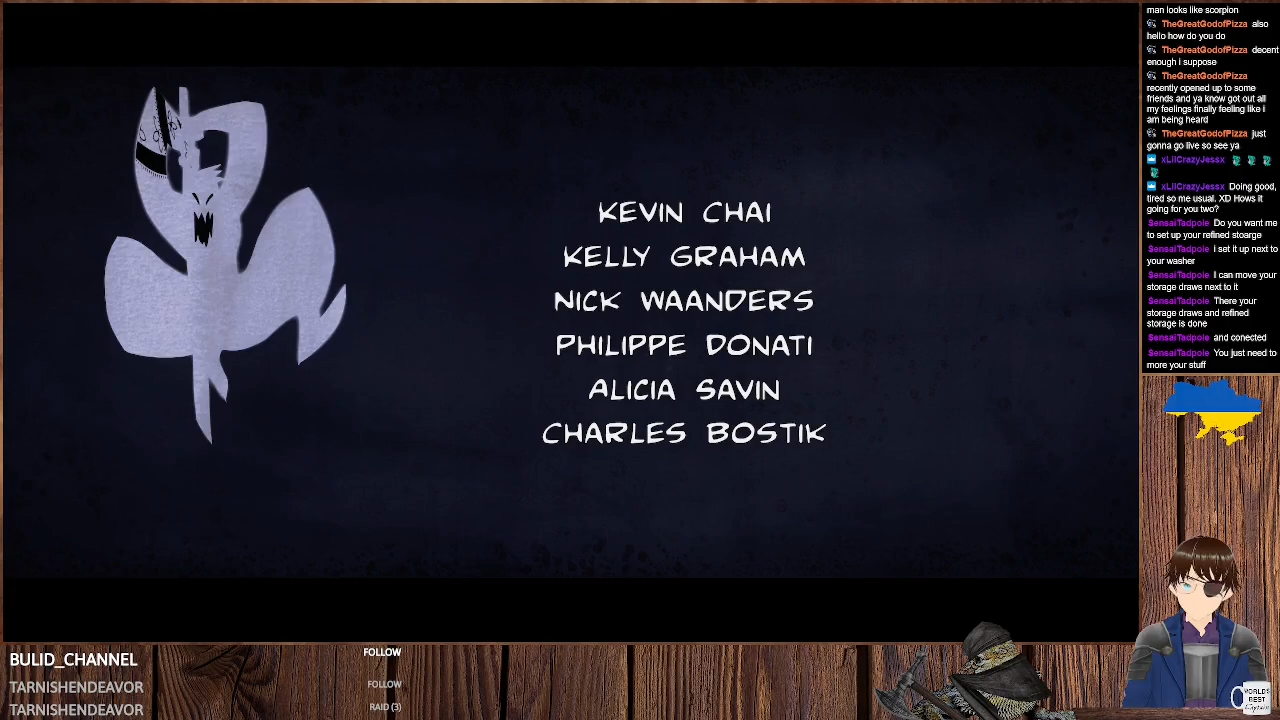 man looks like scorpion
TheGreatGodofPizza also
hello how do you do
TheGreatGodofPizza decent
enough i suppose
TheGreatGodofPizza
recently opened up to some
friends and ya know got out all
my feelings finally feeling like i
am being heard
TheGreatGodofPizza just
gonna go live so see ya
xLilCrazyJessx
xLilCrazyJessx Doing good,
tired so me usual. XD Hows it
going for you two?
SensaiTadpole Do you want me
to set up your refined stoarge
SensaiTadpole i set it up next to
your washer
SensaiTadpole I can move your
storage draws next to it
SensaiTadpole There your
storage draws and refined
storage is done
SensaiTadpole and conected
SensaiTadpole You just need to
more your stuff
KEVIN CHAI
KELLY GRAHAM
NICK WAANDERS
PHILIPPE DONATI
ALICIA SAVIN
CHARLES BOSTIK
BULID_CHANNEL FOLLOW
TARNISHENDEAVOR FOLLOW
TARNISHENDEAVOR RAID (3)
WORLD'S
BEST
Captain